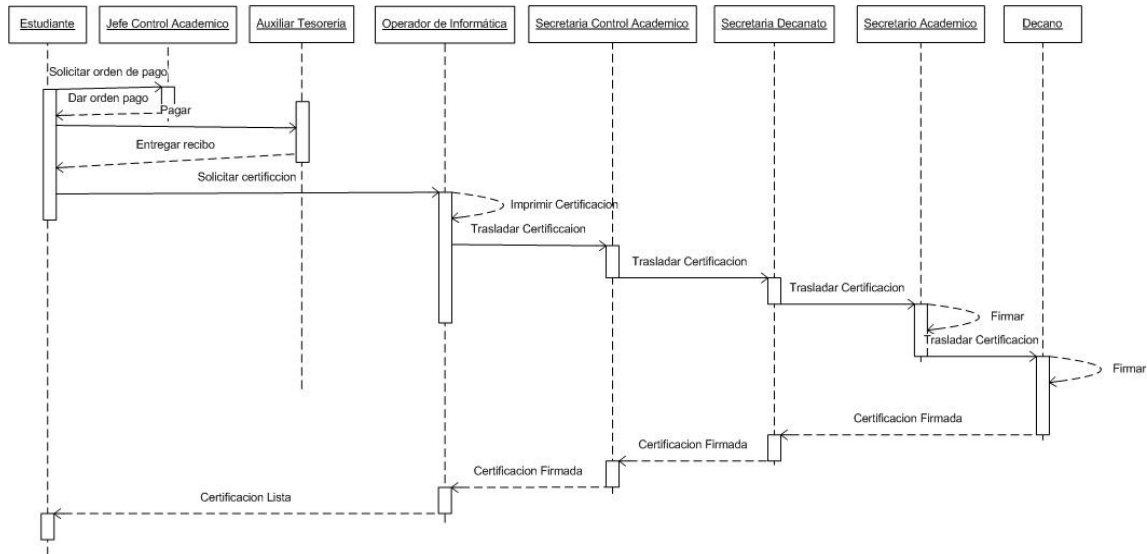 Estudiante
Jefe Control Academico
Auxiliar Tesoreria
Operador de Informática
Secretaria Control Academico
Secretaria Decanato
Secretario Academico
Decano
Solicitar orden de pago
Dar orden pago
Pagar
Entregar recibo
Solicitar certificcion
Imprimir Certificacion
Trasladar Certificcaion
Trasladar Certificacion
Trasladar Certificacion
Firmar
Trasladar Certificacion
Firmar
Certificacion Firmada
Certificacion Firmada
Certificacion Firmada
Certificacion Lista